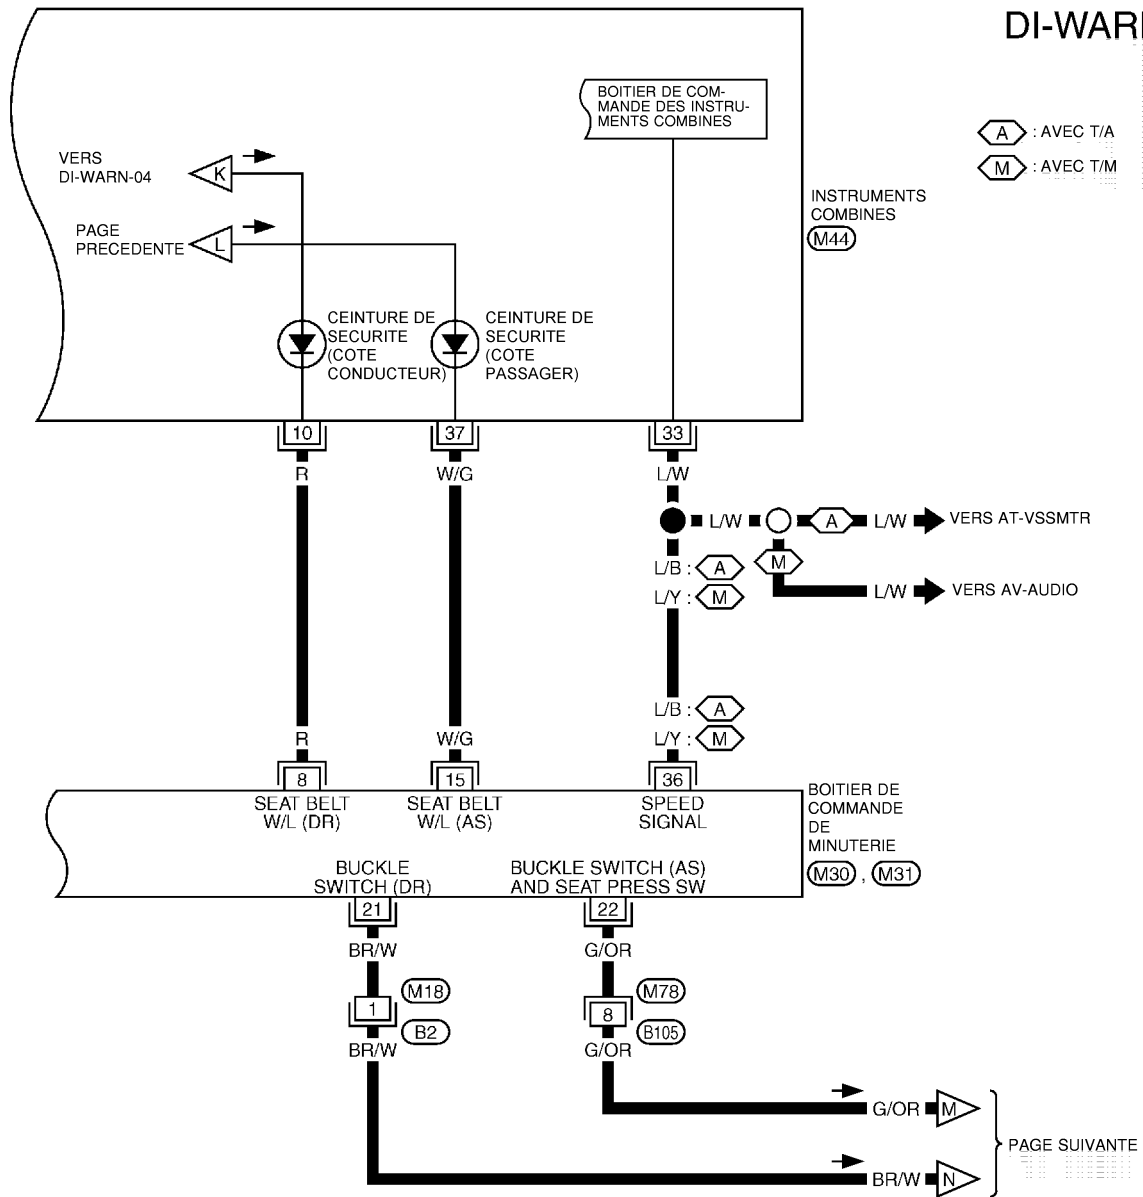 DI-WARN
BOITIER DE COM-
MANDE DES INSTRU-
MENTS COMBINES
A : AVEC T/A
M : AVEC T/M
VERS
DI-WARN-04
K
PAGE
PRECEDENTE
L
INSTRUMENTS
COMBINES
M44
CEINTURE DE
SECURITE
(COTE
CONDUCTEUR)
CEINTURE DE
SECURITE
(COTE
PASSAGER)
10 37 33
R W/G L/W
L/W A L/W VERS AT-VSSMTR
L/B : A
M
L/Y : M
L/W VERS AV-AUDIO
L/B : A
R W/G L/Y : M
8 15 36
SEAT BELT
W/L (DR)
SEAT BELT
W/L (AS)
SPEED
SIGNAL
BOITIER DE
COMMANDE
DE
MINUTERIE
M30 , M31
BUCKLE
SWITCH (DR)
BUCKLE SWITCH (AS)
AND SEAT PRESS SW
21 22
BR/W G/OR
M18 M78
1 8
B2 B105
BR/W G/OR
G/OR M
PAGE SUIVANTE
BR/W N